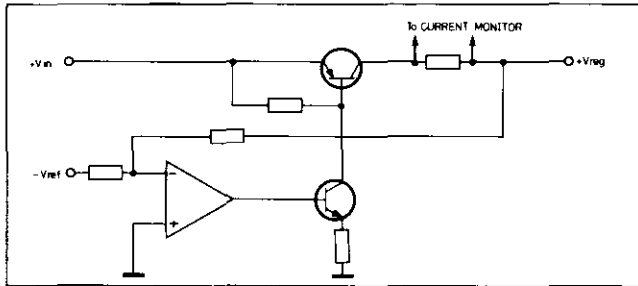 To CURRENT MONITOR
+Vin
+Vreg
-Vref
-
+